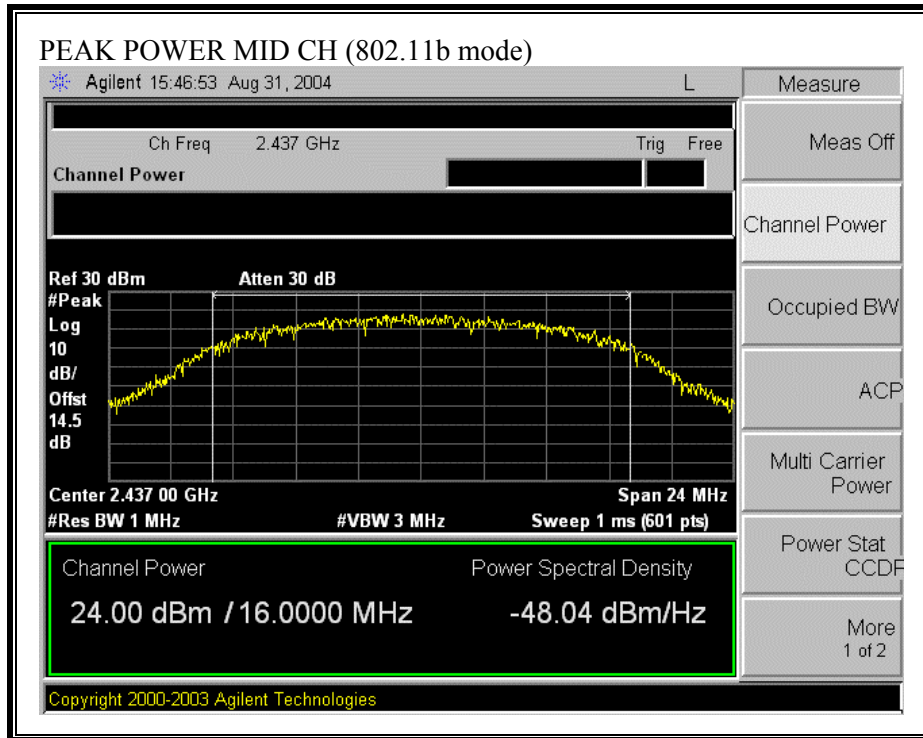 PEAK POWER MID CH (802.11b mode)
Agilent 15:46:53 Aug 31, 2004 L
Measure
Ch Freq 2.437 GHz Trig Free
Channel Power
Meas Off
Channel Power
Occupied BW
ACP
Multi Carrier
Power
Power Stat
CCDF
More
1 of 2
Ref 30 dBm Atten 30 dB
#Peak
Log
10
dB/
Offst
14.5
dB
Center 2.437 00 GHz Span 24 MHz
#Res BW 1 MHz #VBW 3 MHz Sweep 1 ms (601 pts)
Channel Power Power Spectral Density
24.00 dBm / 16.0000 MHz -48.04 dBm/Hz
Copyright 2000-2003 Agilent Technologies